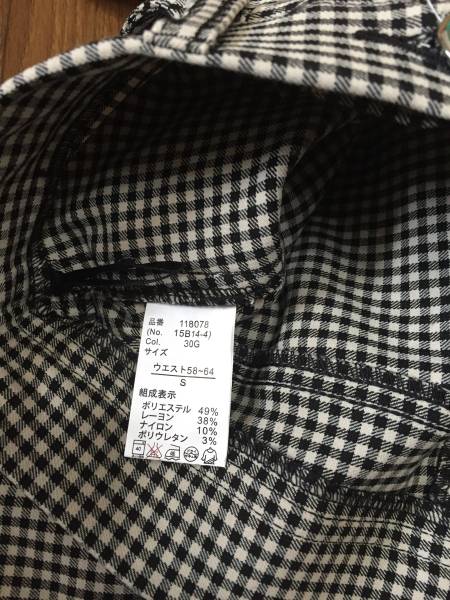 品番 118078
(No. 15B14-4)
Col. 30G
サイズ
ウエスト58~64
S
組成表示
ポリエステル 49%
レーヨン 38%
ナイロン 10%
ポリウレタン 3%
40